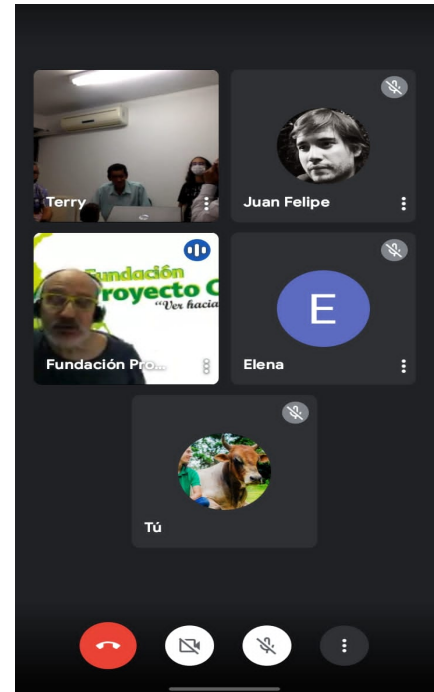 Terry
Juan Felipe
Fundación
royecto C
"Ver hacia
Fundación Pro...
E
Elena
Tú